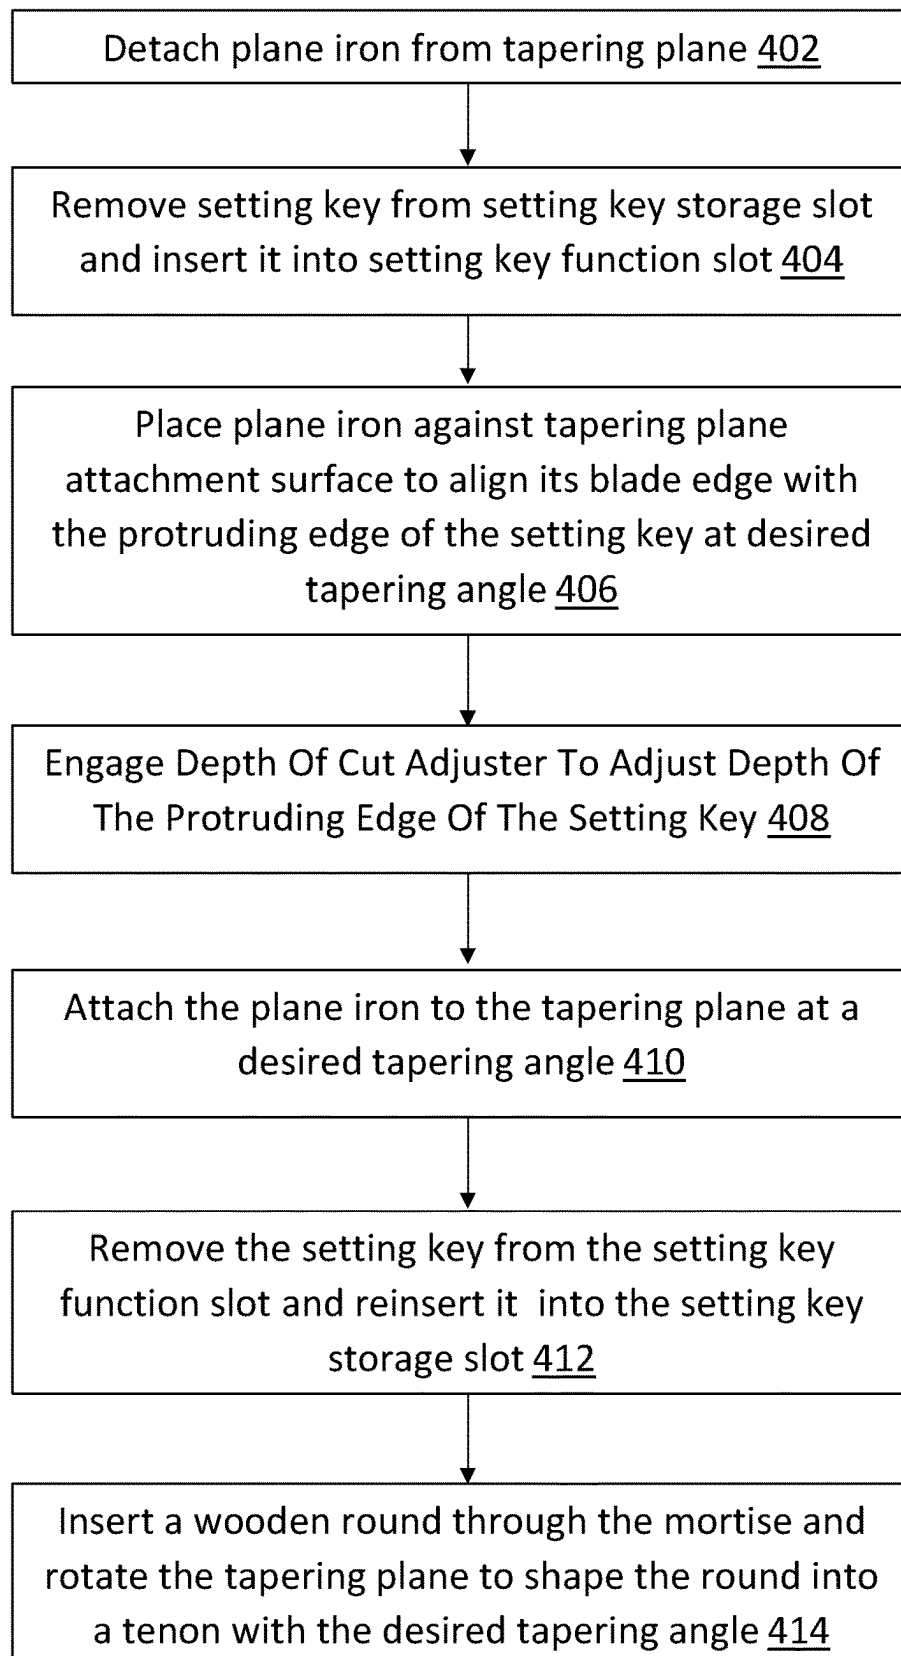 Detach plane iron from tapering plane 402
Remove setting key from setting key storage slot
and insert it into setting key function slot 404
Place plane iron against tapering plane
attachment surface to align its blade edge with
the protruding edge of the setting key at desired
tapering angle 406
Engage Depth Of Cut Adjuster To Adjust Depth Of
The Protruding Edge Of The Setting Key 408
Attach the plane iron to the tapering plane at a
desired tapering angle 410
Remove the setting key from the setting key
function slot and reinsert it  into the setting key
storage slot 412
Insert a wooden round through the mortise and
rotate the tapering plane to shape the round into
a tenon with the desired tapering angle 414